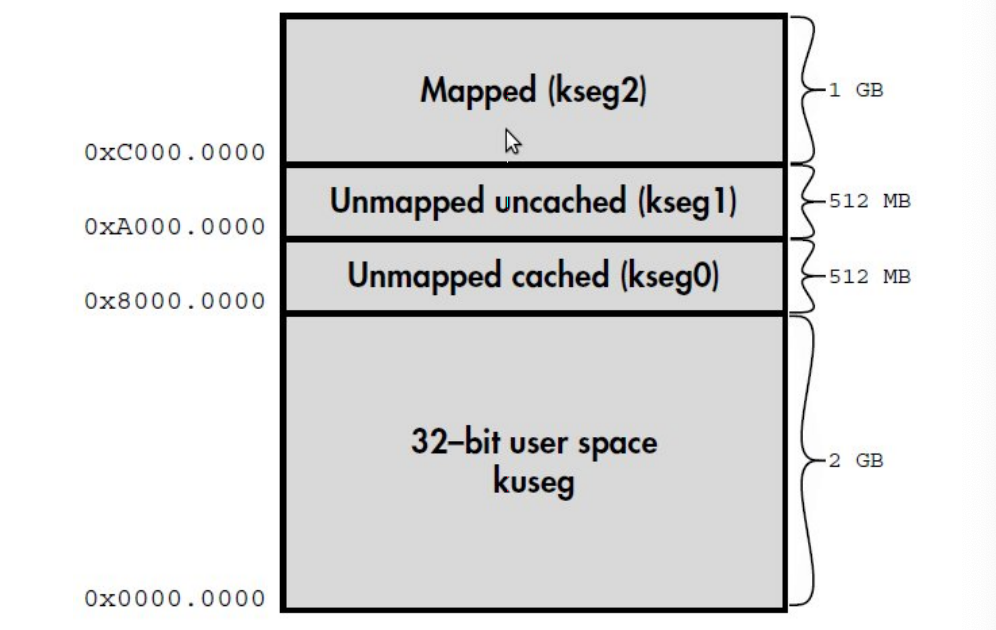 Mapped (kseg2)
1 GB
0xC000.0000
Unmapped uncached (kseg1)
512 MB
0xA000.0000
Unmapped cached (kseg0)
512 MB
0x8000.0000
32–bit user space
kuseg
2 GB
0x0000.0000